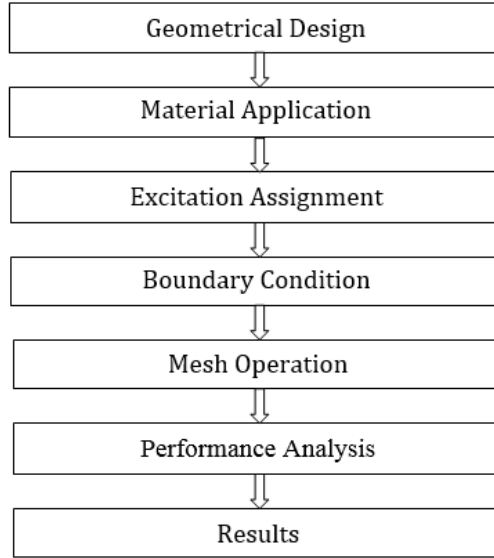 Geometrical Design
Material Application
Excitation Assignment
Boundary Condition
Mesh Operation
Performance Analysis
Results